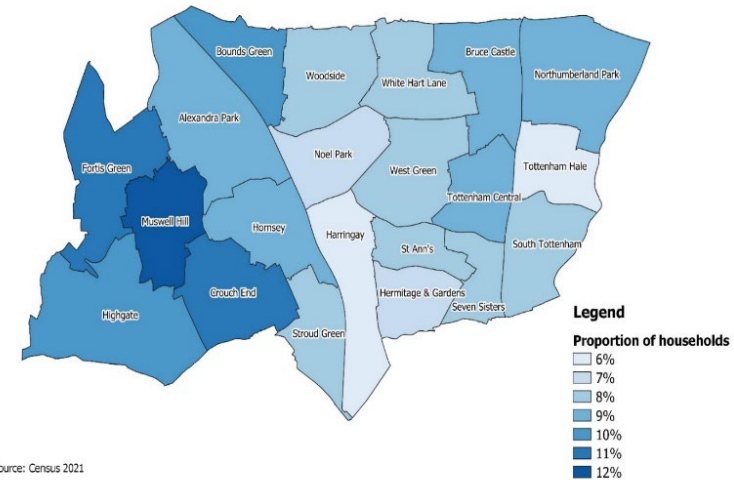 Bounds Green
Woodside
White Hart Lane
Bruce Castle
Northumberland Park
Alexandra Park
Noel Park
West Green
Tottenham Hale
Fortis Green
Tottenham Central
Muswell Hill
Hornsey
Harringay
St Ann's
South Tottenham
Crouch End
Hermitage & Gardens
Seven Sisters
Highgate
Stroud Green
Legend
Proportion of households
6%
7%
8%
9%
10%
11%
12%
ource: Census 2021